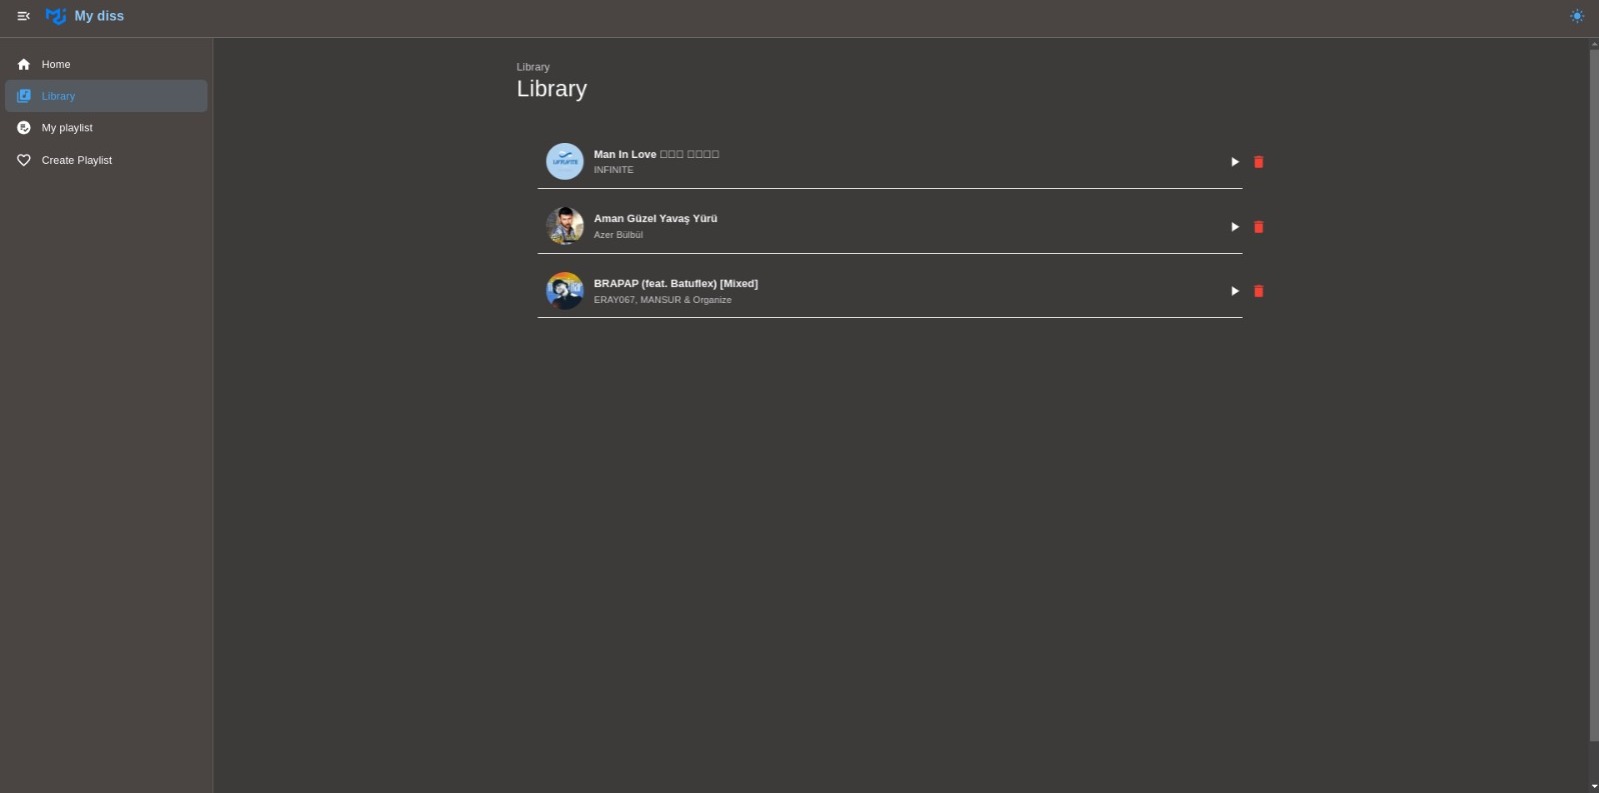 My diss
Home
Library
My playlist
Create Playlist
Library
Library
Man In Love
INFINITE
Aman Güzel Yavaş Yürü
Azer Bülbül
BRAPAP (feat. Batuflex) [Mixed]
ERAY067, MANSUR & Organize